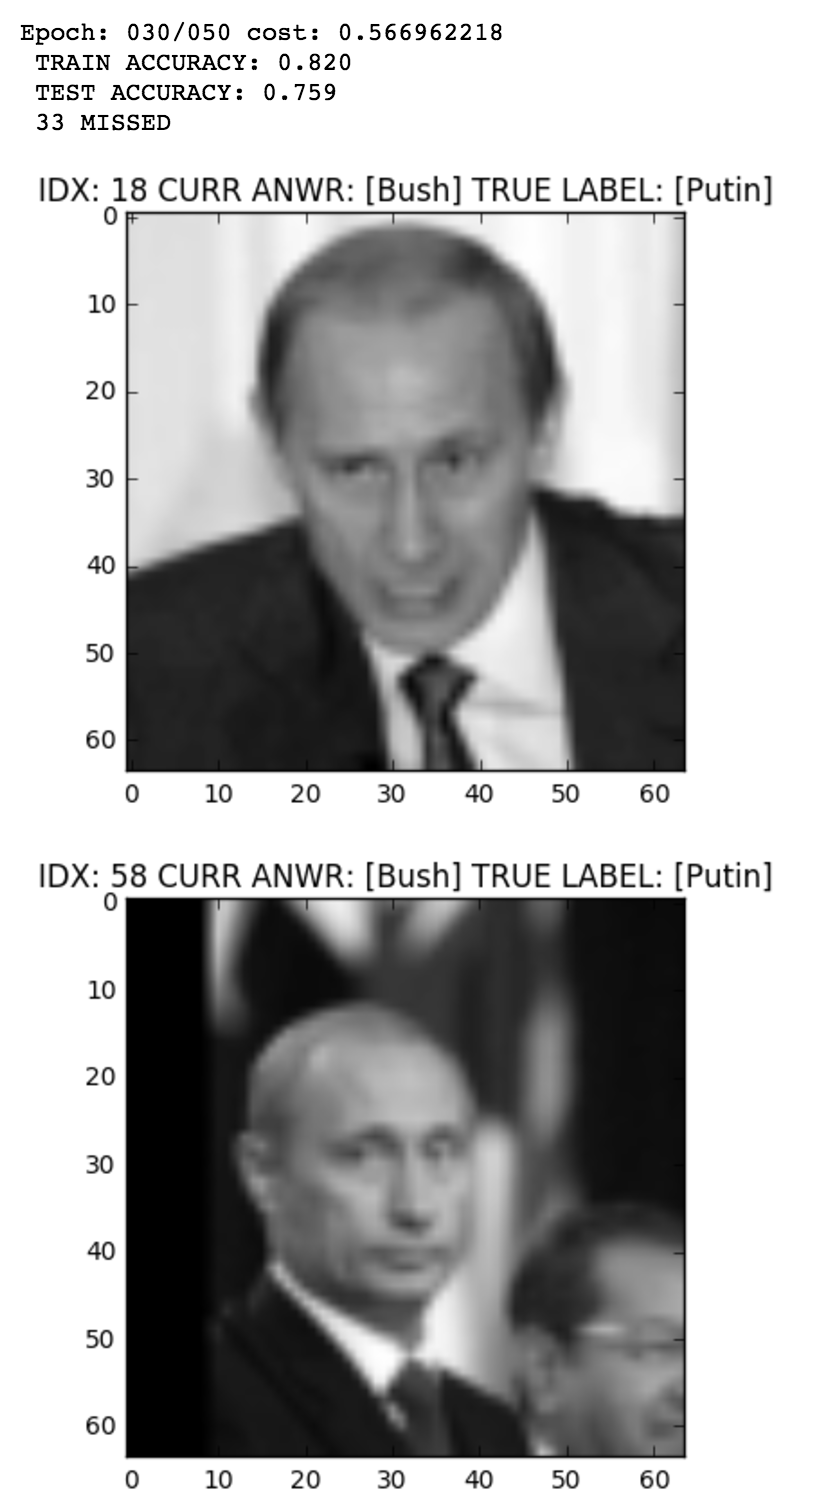 Epoch: 030/050 cost: 0.566962218
TRAIN ACCURACY: 0.820
TEST ACCURACY: 0.759
33 MISSED
IDX: 18 CURR ANWR: [Bush] TRUE LABEL: [Putin]
0
10
20
30
40
50
60
0 10 20 30 40 50 60
IDX: 58 CURR ANWR: [Bush] TRUE LABEL: [Putin]
0
10
20
30
40
50
60
0 10 20 30 40 50 60